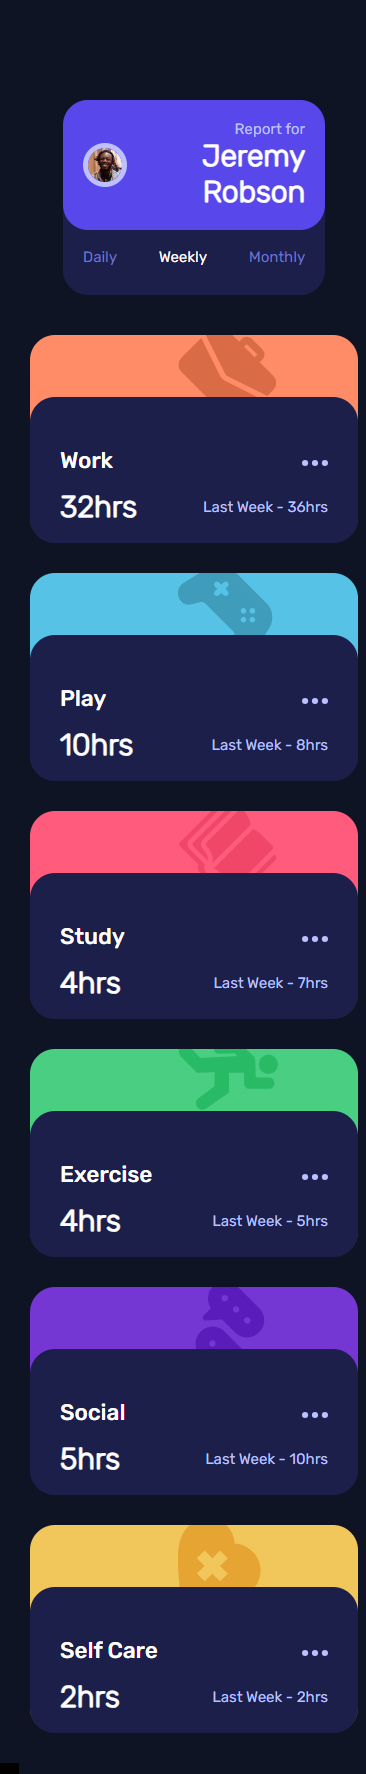 Report for
Jeremy
Robson
Daily Weekly Monthly
Work
32hrs Last Week - 36hrs
Play
10hrs Last Week - 8hrs
Study
4hrs Last Week - 7hrs
Exercise
4hrs Last Week - 5hrs
Social
5hrs Last Week - 10hrs
Self Care
2hrs Last Week - 2hrs